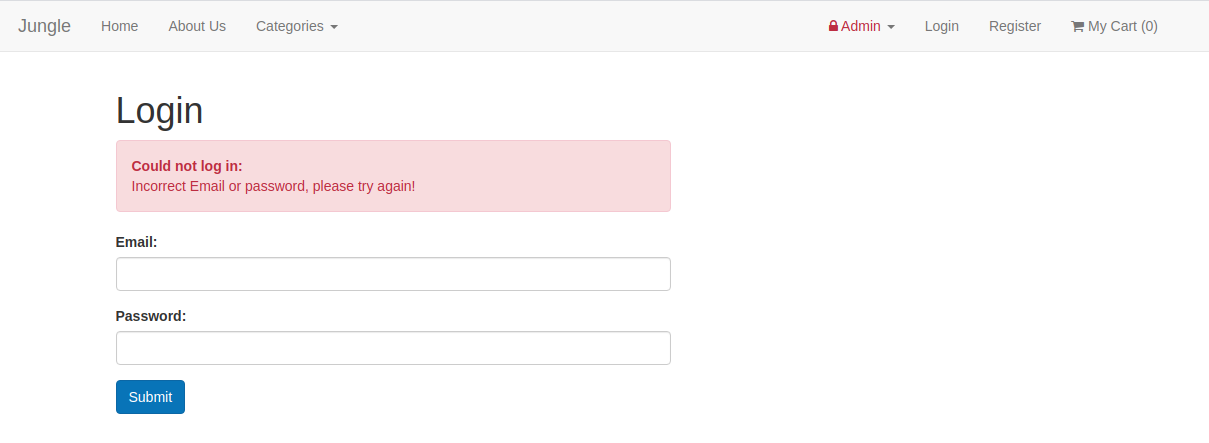 Jungle Home About Us Categories Admin Login Register My Cart (0)
Login
Could not log in:
Incorrect Email or password, please try again!
Email:
Password:
Submit